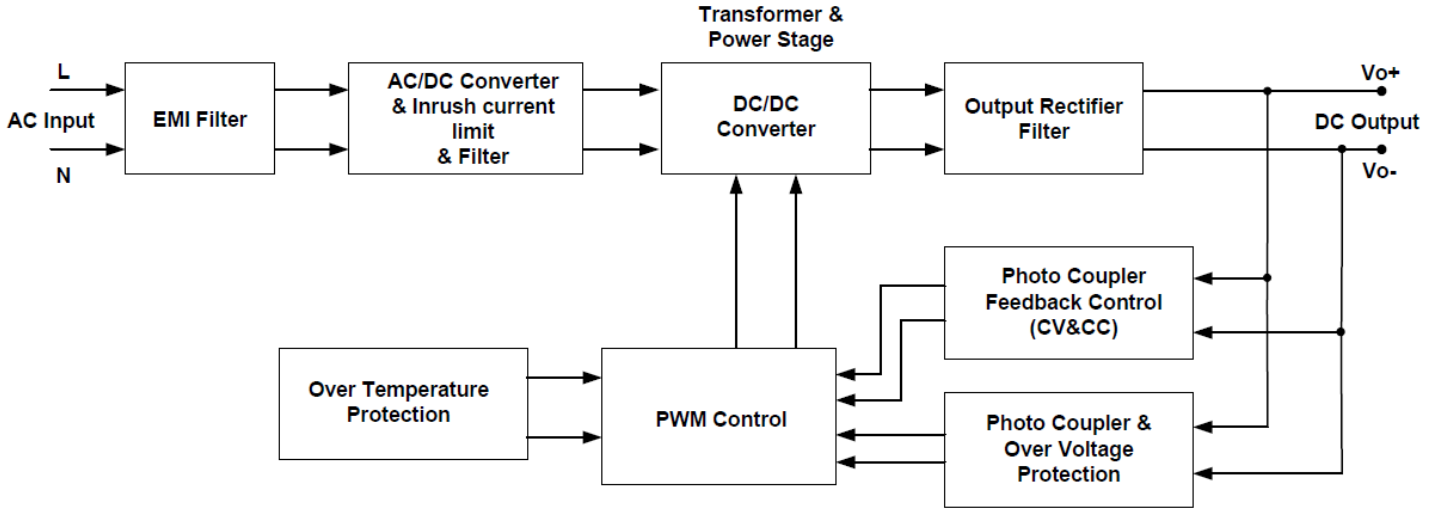 Transformer &
Power Stage
L
AC Input
N
EMI Filter
AC/DC Converter
& Inrush current
limit
& Filter
DC/DC
Converter
Output Rectifier
Filter
Vo+
DC Output
Vo-
Photo Coupler
Feedback Control
(CV&CC)
Over Temperature
Protection
PWM Control
Photo Coupler &
Over Voltage
Protection